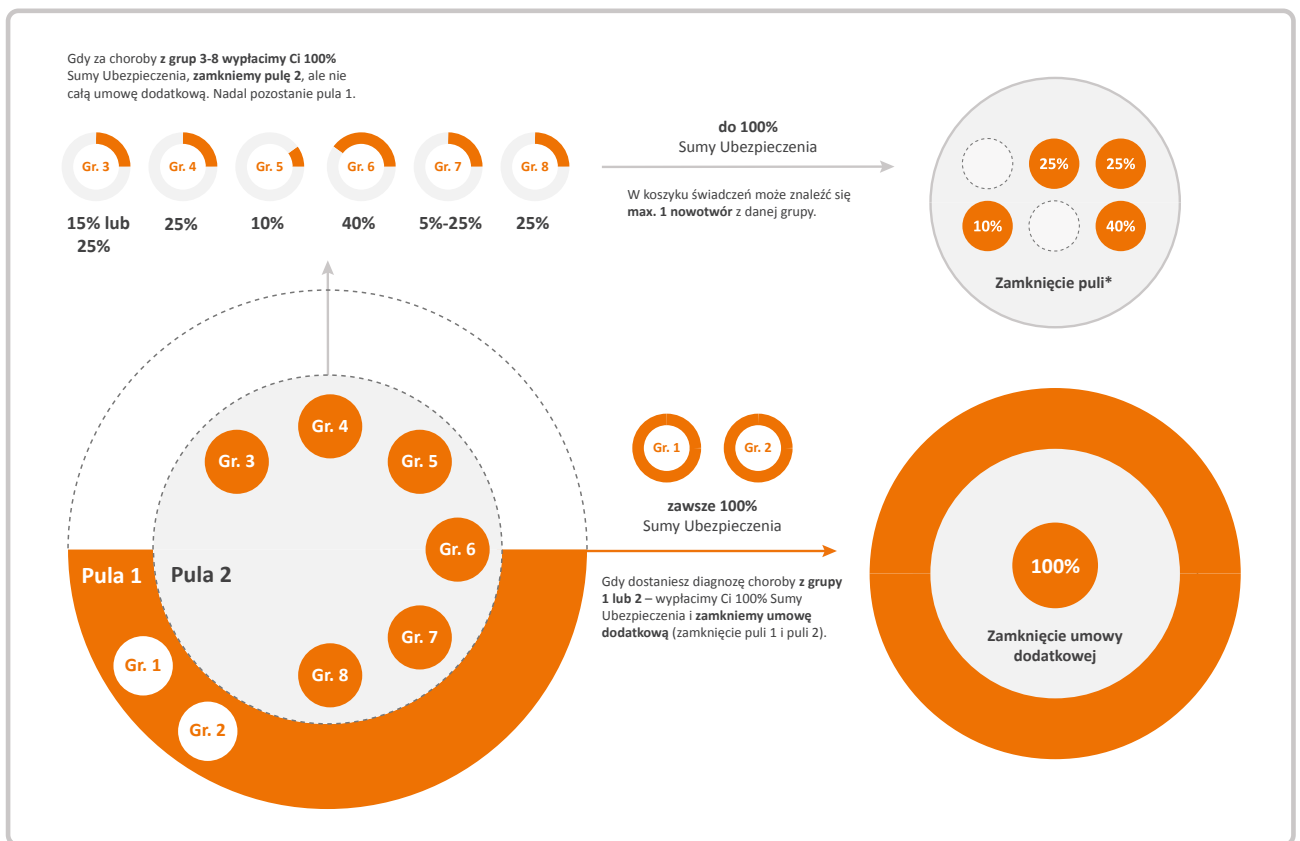 Gdy za choroby z grup 3-8 wypłacimy Ci 100%
Sumy Ubezpieczenia, zamkniemy pulę 2, ale nie
całą umowę dodatkową. Nadal pozostanie pula 1.
Gr. 3
Gr. 4
Gr. 5
Gr. 6
Gr. 7
Gr. 8
15% lub
25%
25%
10%
40%
5%-25%
25%
do 100%
Sumy Ubezpieczenia
W koszyku świadczeń może znaleźć się
max. 1 nowotwór z danej grupy.
25%
25%
10%
40%
Zamknięcie puli*
Gr. 4
Gr. 3
Gr. 5
Gr. 6
Pula 1
Pula 2
Gr. 7
Gr. 1
Gr. 8
Gr. 2
Gr. 1
Gr. 2
zawsze 100%
Sumy Ubezpieczenia
Gdy dostaniesz diagnozę choroby z grupy
1 lub 2 – wypłacimy Ci 100% Sumy
Ubezpieczenia i zamkniemy umowę
dodatkową (zamknięcie puli 1 i puli 2).
100%
Zamknięcie umowy
dodatkowej